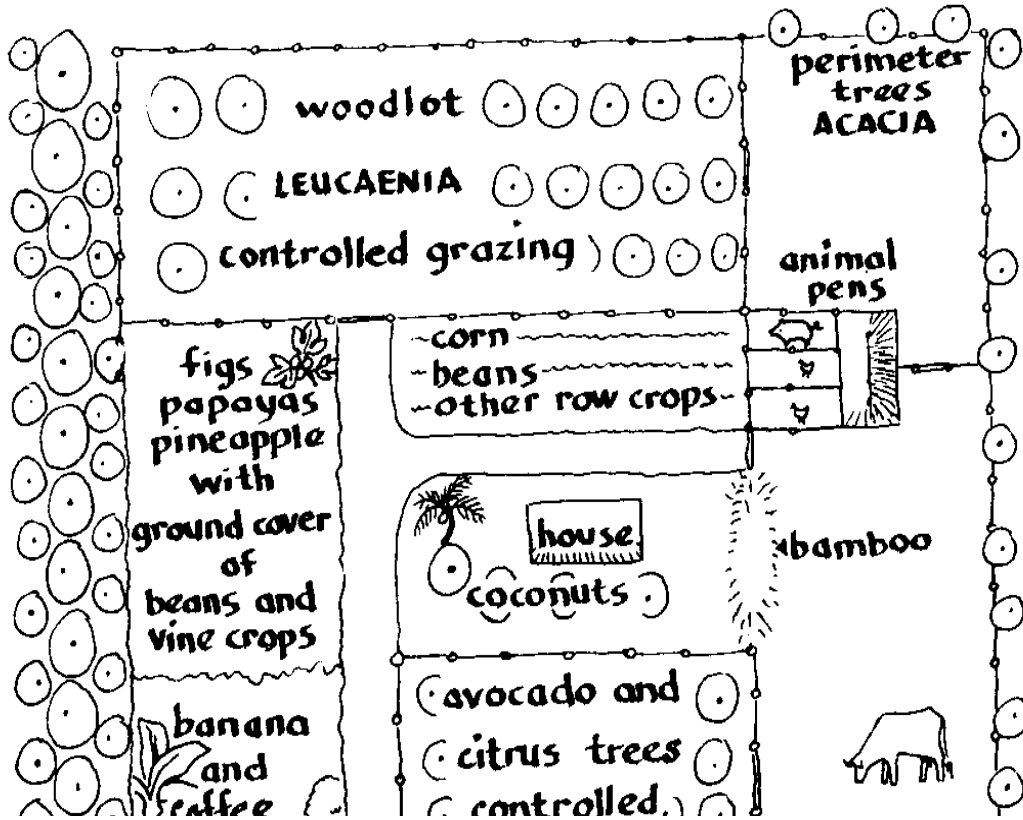 woodlot
LEUCAENIA
controlled grazing
perimeter
trees
ACACIA
animal
pens
corn
beans
other row crops
figs
papayas
pineapple
with
ground cover
of
beans and
vine crops
house
coconuts
bamboo
avocado and
citrus trees
controlled
banana
and
coffee